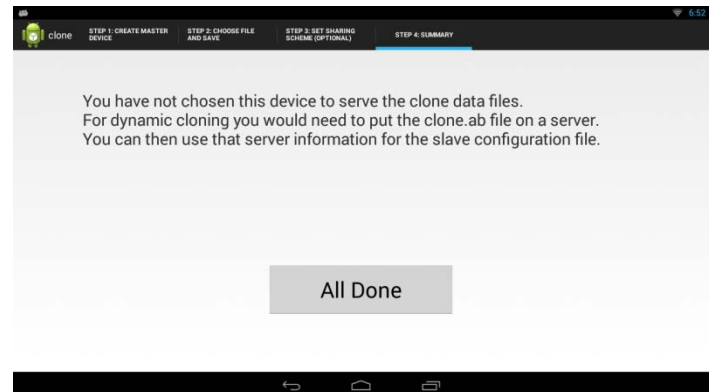 6:52
clone
STEP 1: CREATE MASTER
DEVICE
STEP 2: CHOOSE FILE
AND SAVE
STEP 3: SET SHARING
SCHEME (OPTIONAL)
STEP 4: SUMMARY
You have not chosen this device to serve the clone data files.
For dynamic cloning you would need to put the clone.ab file on a server.
You can then use that server information for the slave configuration file.
All Done